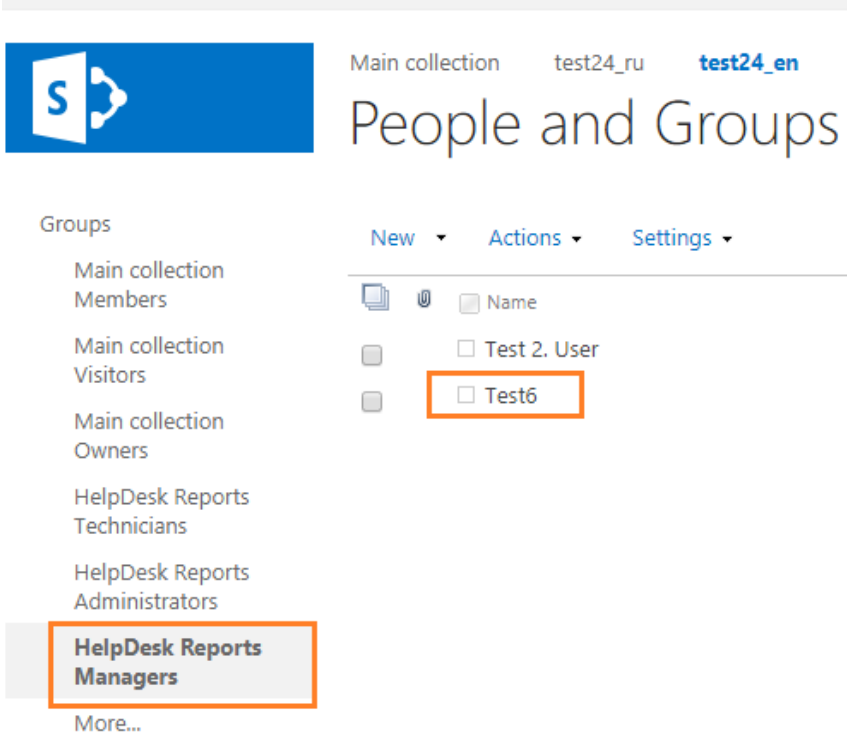 S
Main collection test24_ru test24_en
People and Groups
Groups
Main collection
Members
Main collection
Visitors
Main collection
Owners
HelpDesk Reports
Technicians
HelpDesk Reports
Administrators
HelpDesk Reports
Managers
More...
New Actions Settings
Name
Test 2. User
Test6